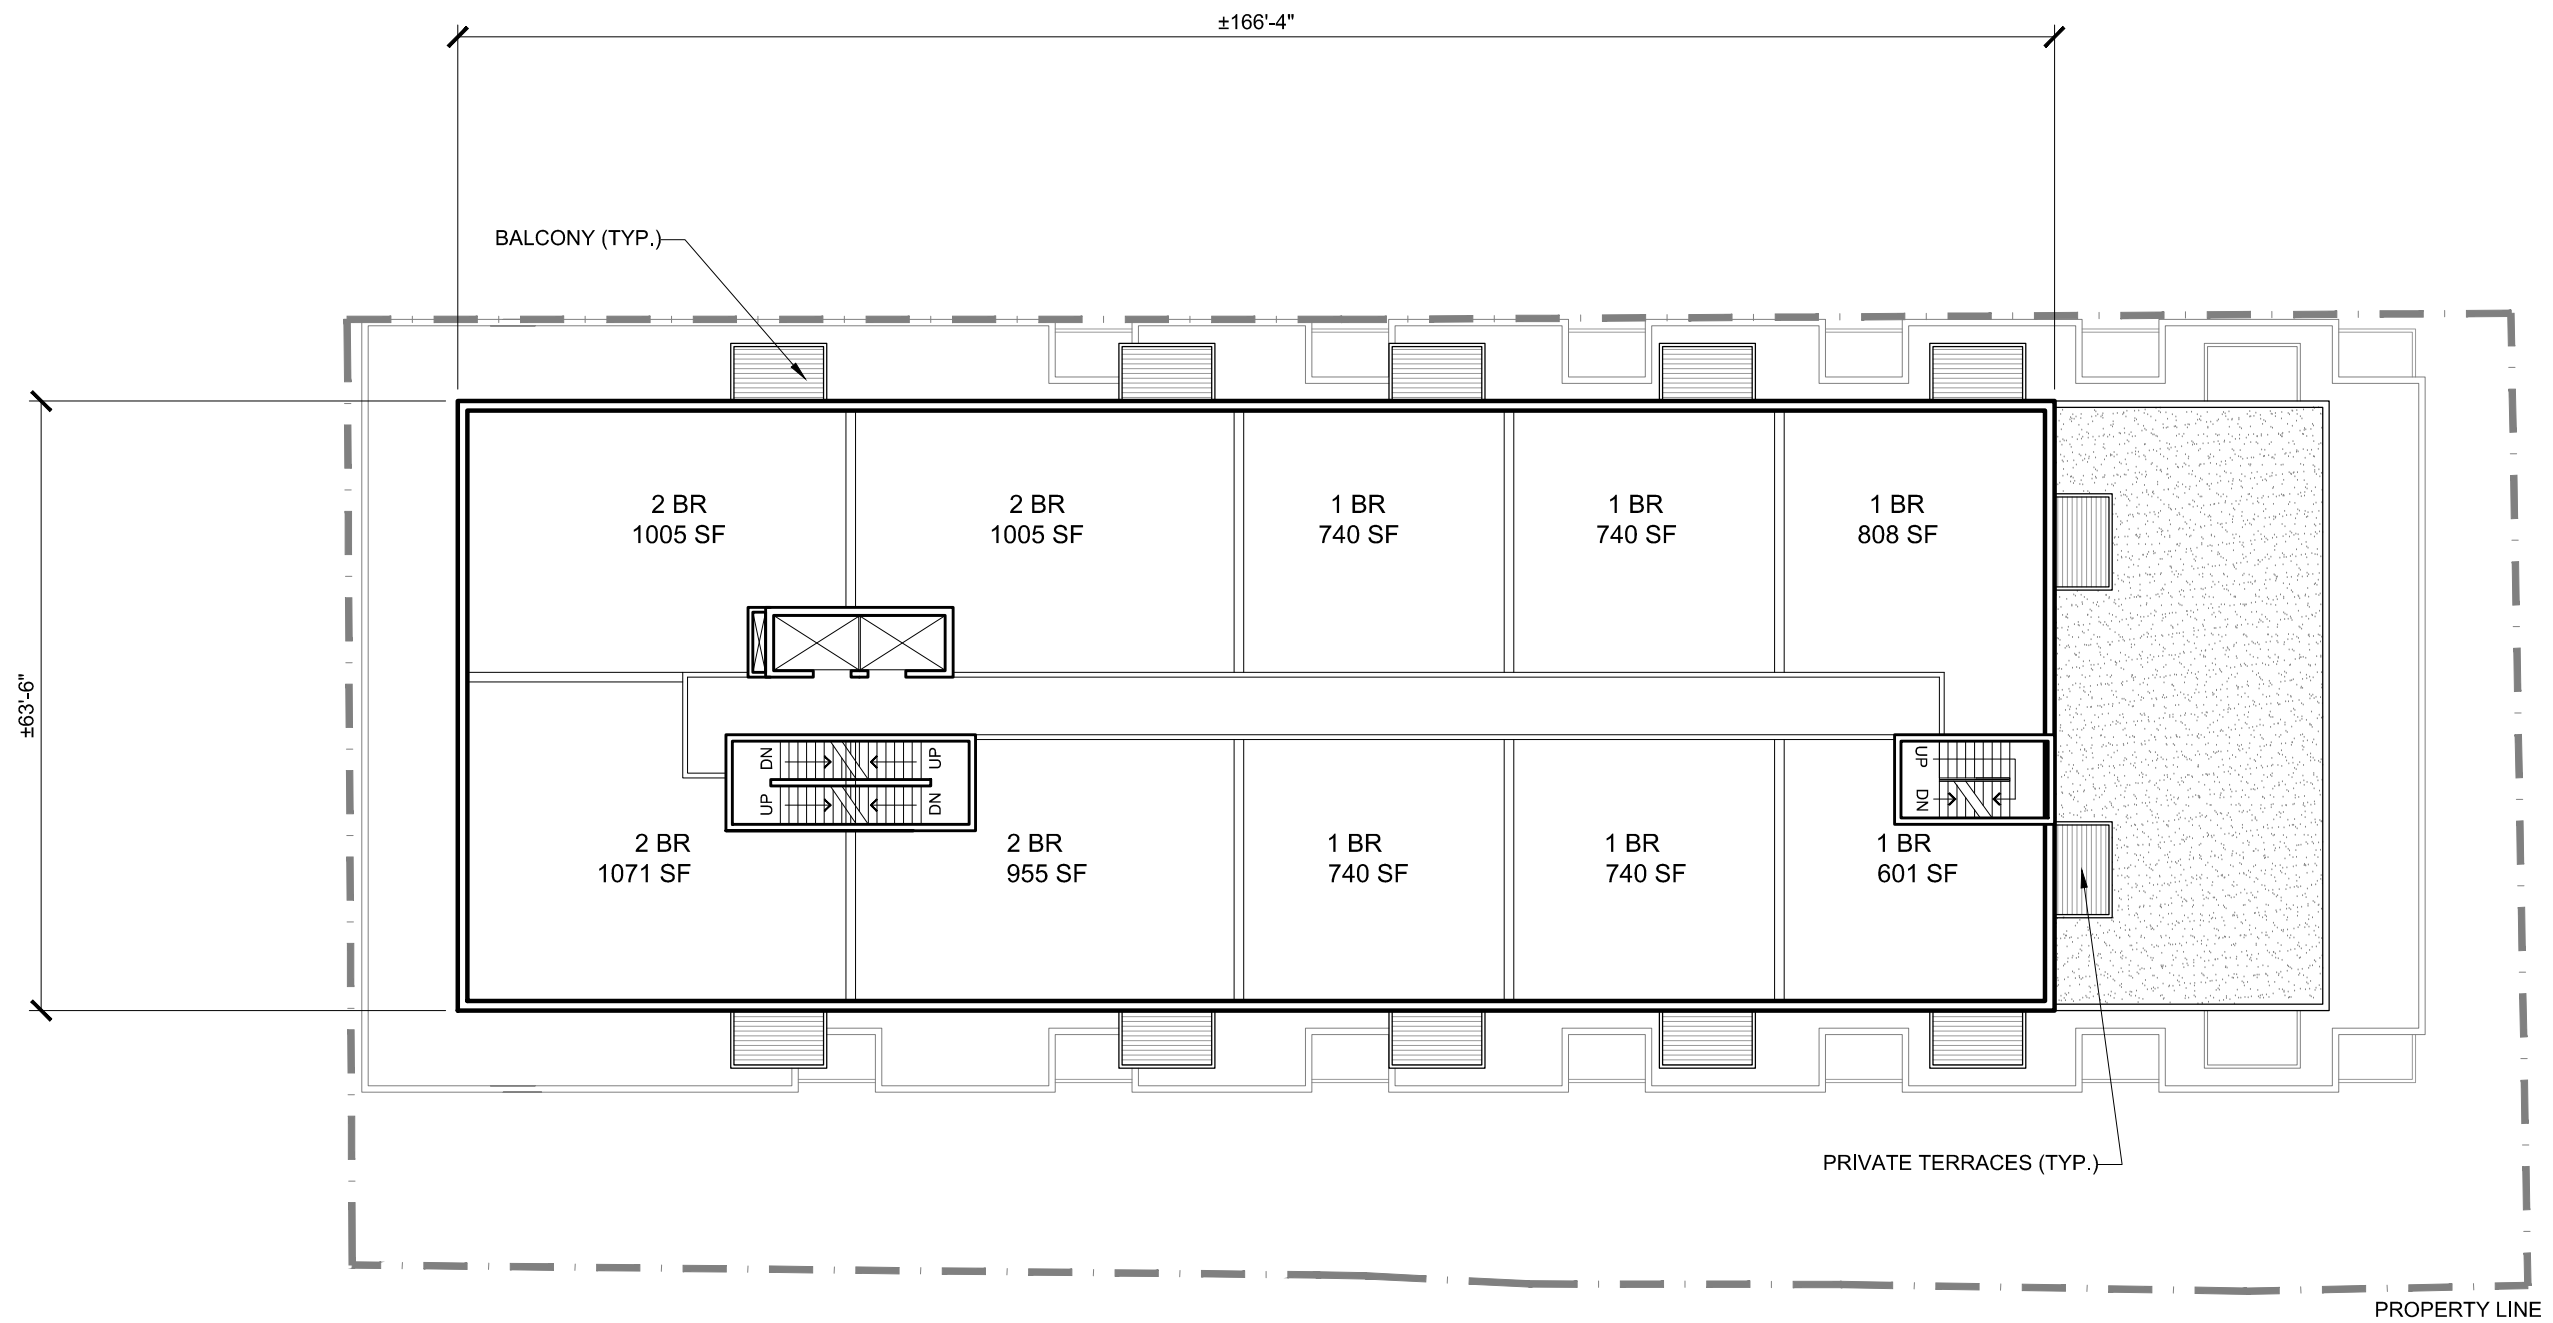 ±166'-4"
BALCONY (TYP.)
2 BR
1005 SF
2 BR
1005 SF
1 BR
740 SF
1 BR
740 SF
1 BR
808 SF
±63'-6"
DN
UP
UP
DN
UP
DN
2 BR
1071 SF
2 BR
955 SF
1 BR
740 SF
1 BR
740 SF
1 BR
601 SF
PRIVATE TERRACES (TYP.)
PROPERTY LINE